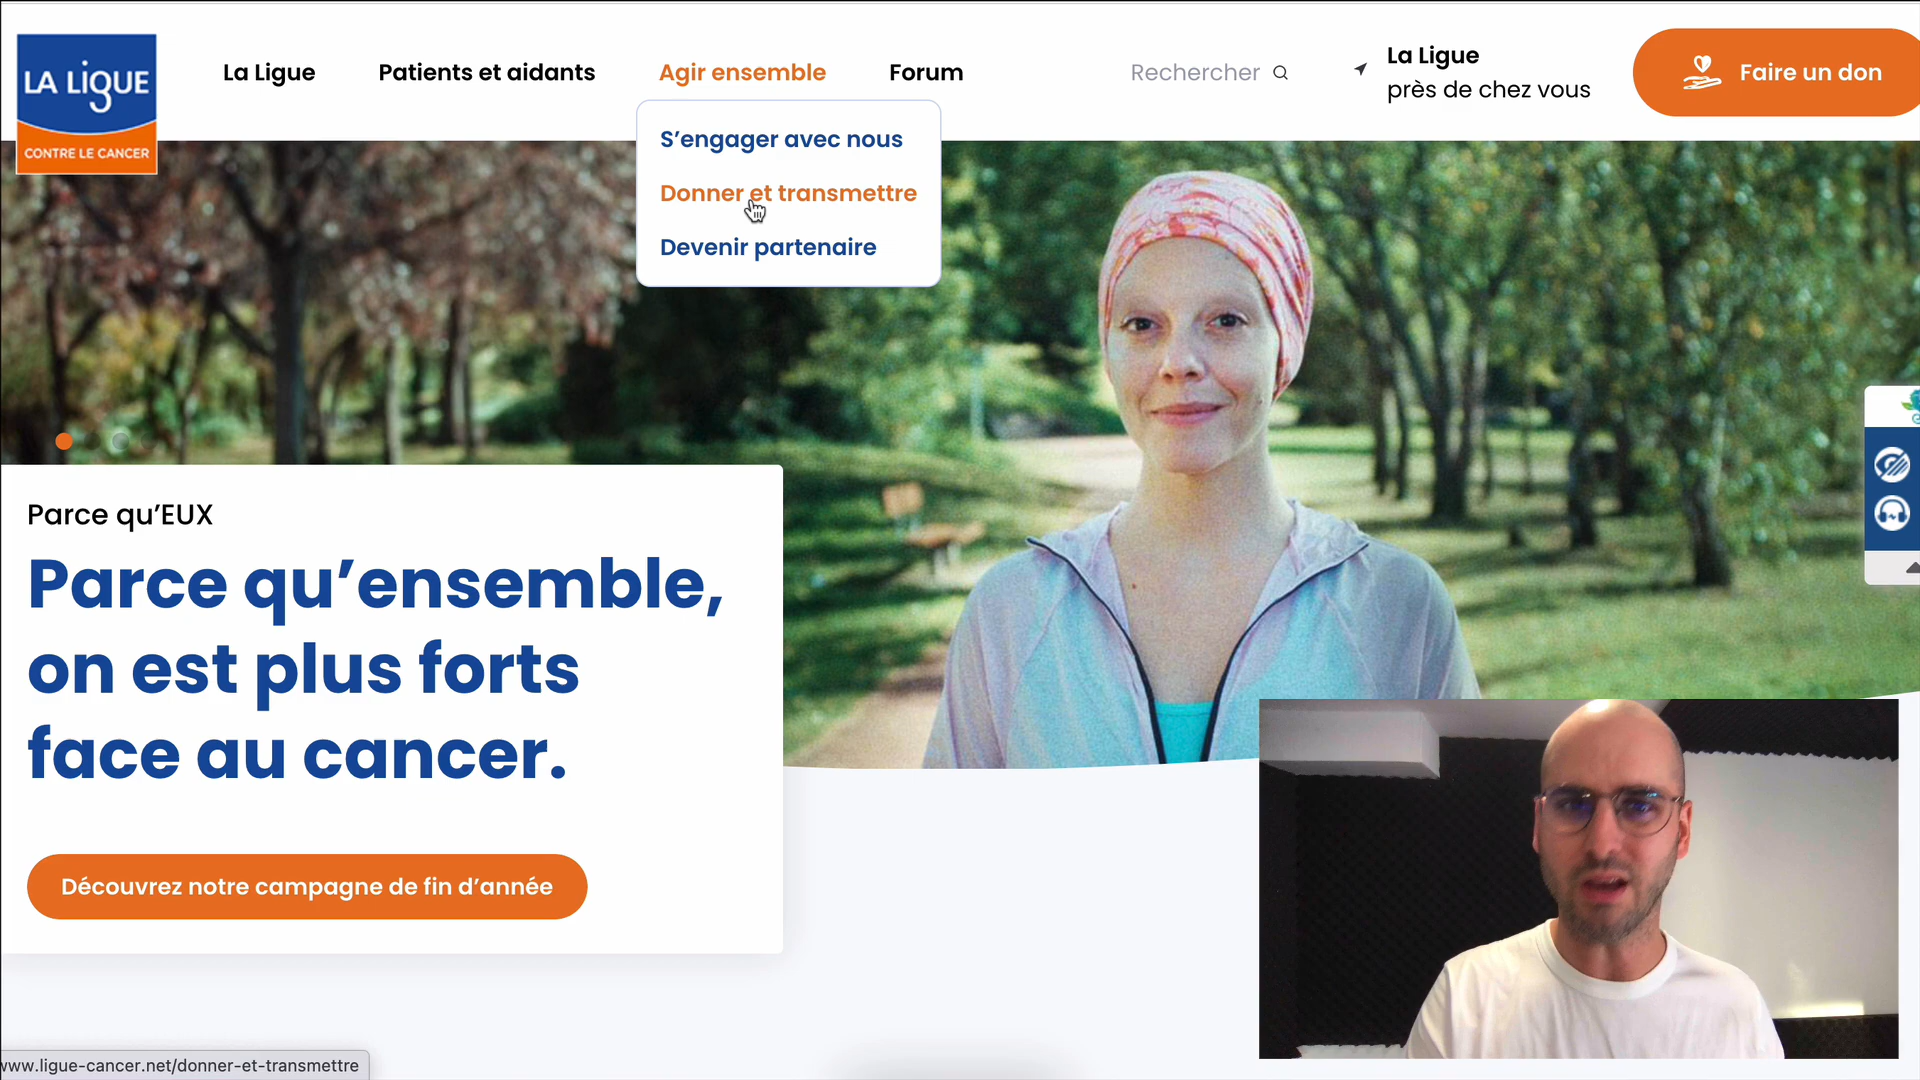 LA LIGUE
CONTRE LE CANCER
La Ligue
Patients et aidants
Agir ensemble
Forum
Rechercher
La Ligue
près de chez vous
Faire un don
S’engager avec nous
Donner et transmettre
Devenir partenaire
Parce qu’EUX
Parce qu’ensemble,
on est plus forts
face au cancer.
Découvrez notre campagne de fin d’année
www.ligue-cancer.net/donner-et-transmettre